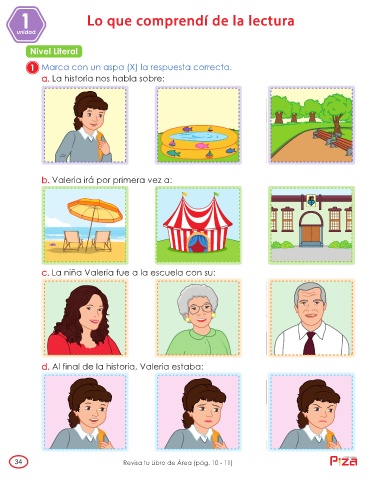 1
unidad
Lo que comprendí de la lectura
Nivel Literal
1 Marca con un aspa (X) la respuesta correcta.
a. La historia nos habla sobre:
b. Valeria irá por primera vez a:
c. La niña Valeria fue a la escuela con su:
d. Al final de la historia, Valeria estaba:
34
Revisa tu Libro de Área (pág. 10 - 11)
PIZA